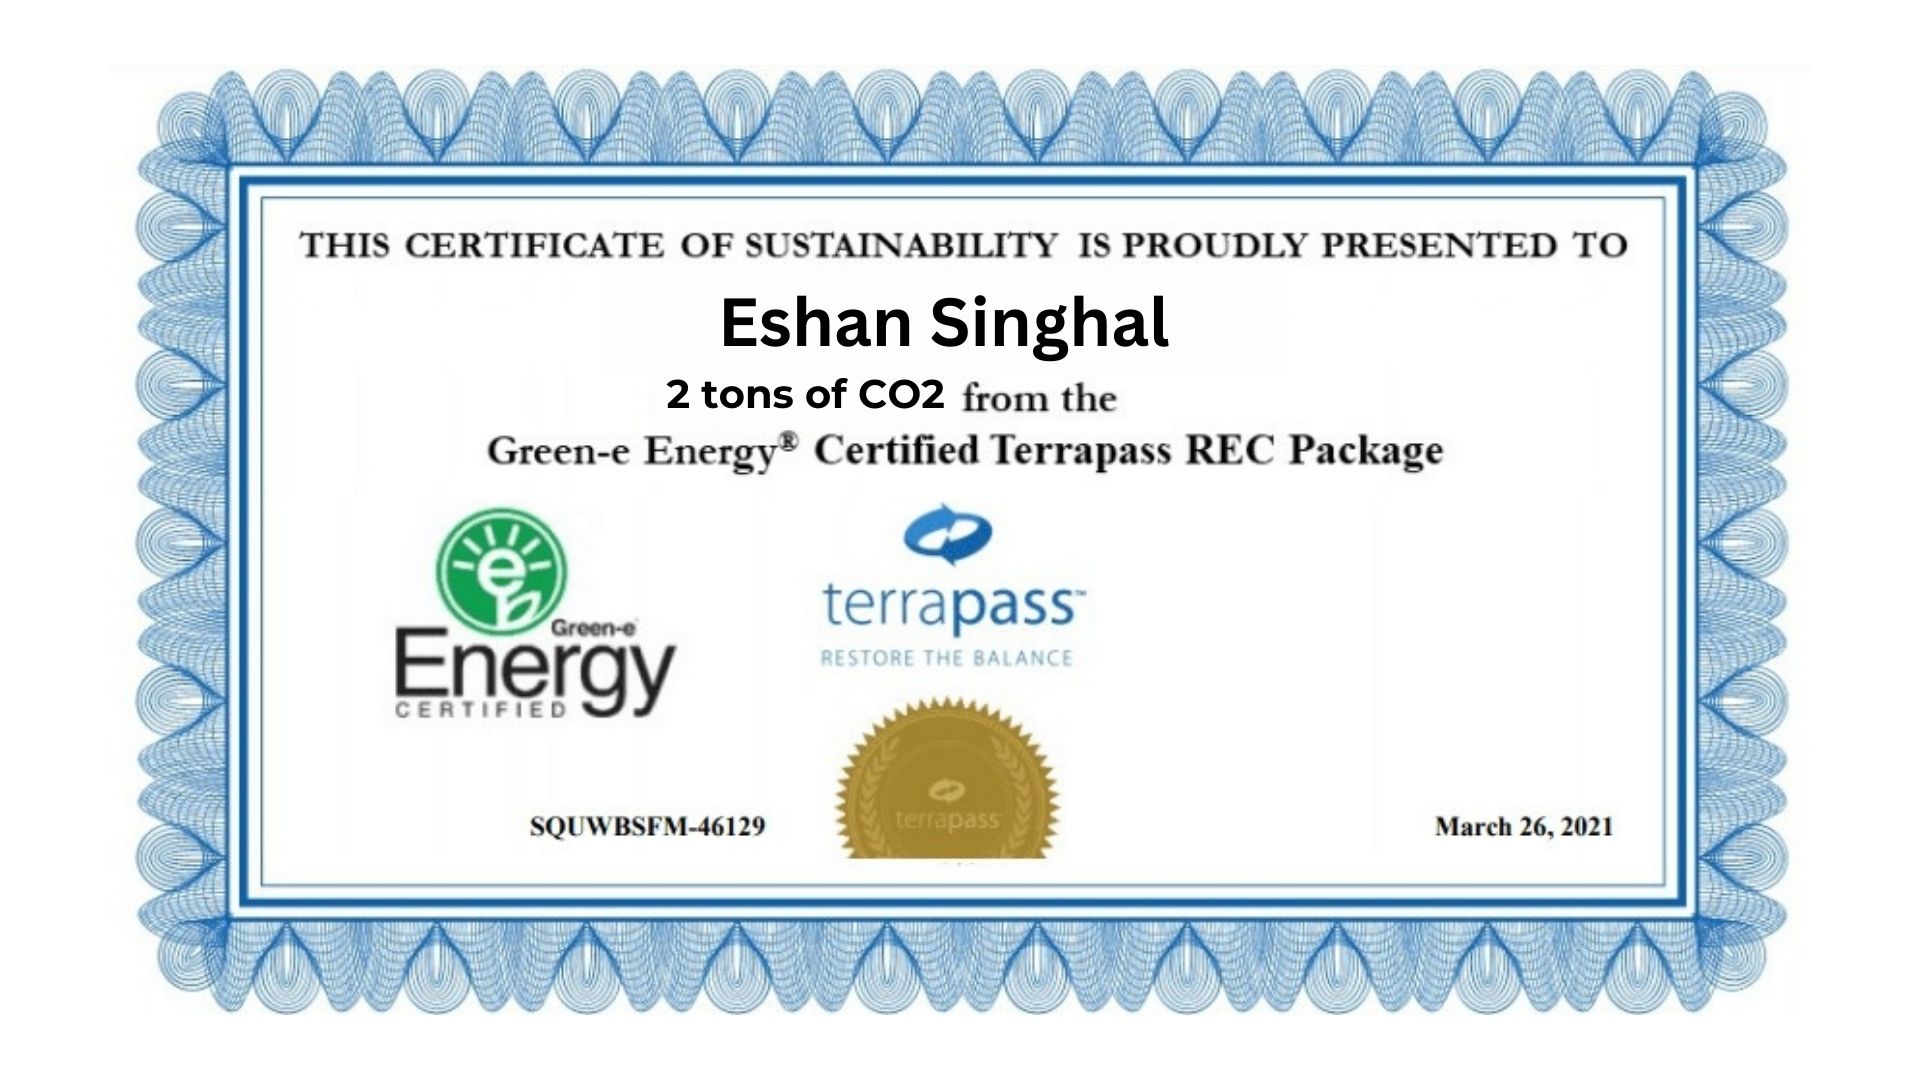 THIS CERTIFICATE OF SUSTAINABILITY IS PROUDLY PRESENTED TO
Eshan Singhal
2 tons of CO2 from the
Green-e Energy® Certified Terrapass REC Package
e
Green-e
Energy
CERTIFIED
terrapass™
RESTORE THE BALANCE
terrapass
SQUWBSFM-46129
March 26, 2021